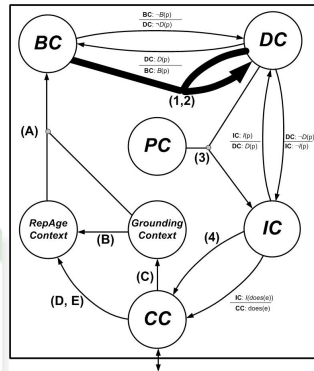 BC: ¬B(p)
DC: ¬D(p)
BC
DC
DC: D(p)
BC: B(p)
(1,2)
(A)
PC
(3)
IC: I(p)
DC: D(p)
DC: ¬D(p)
IC: ¬I(p)
RepAge
Context
Grounding
Context
IC
(B)
(4)
(C)
(D, E)
IC: I(does(e))
CC: does(e)
CC